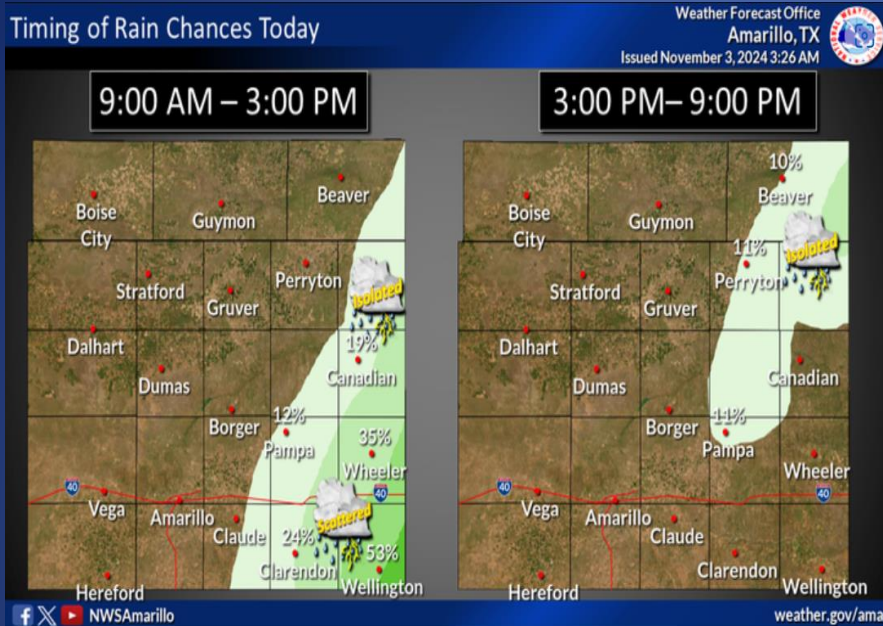 Timing of Rain Chances Today
Weather Forecast Office
Amarillo, TX
Issued November 3, 2024 3:26 AM
9:00 AM – 3:00 PM
Boise
City
Guymon
Beaver
Stratford
Gruver
Perryton
Isolated
Dalhart
Dumas
19%
Canadian
Borger
12%
Pampa
35%
Wheeler
40
Vega
Amarillo
40
Scattered
Claude
24%
Clarendon
53%
Wellington
Hereford
3:00 PM– 9:00 PM
Boise
City
Guymon
10%
Beaver
Isolated
Stratford
Gruver
11%
Perryton
Dalhart
Dumas
Canadian
Borger
11%
Pampa
Wheeler
40
Vega
Amarillo
40
Claude
Clarendon
Hereford
Wellington
NWSAmarillo
weather.gov/ama